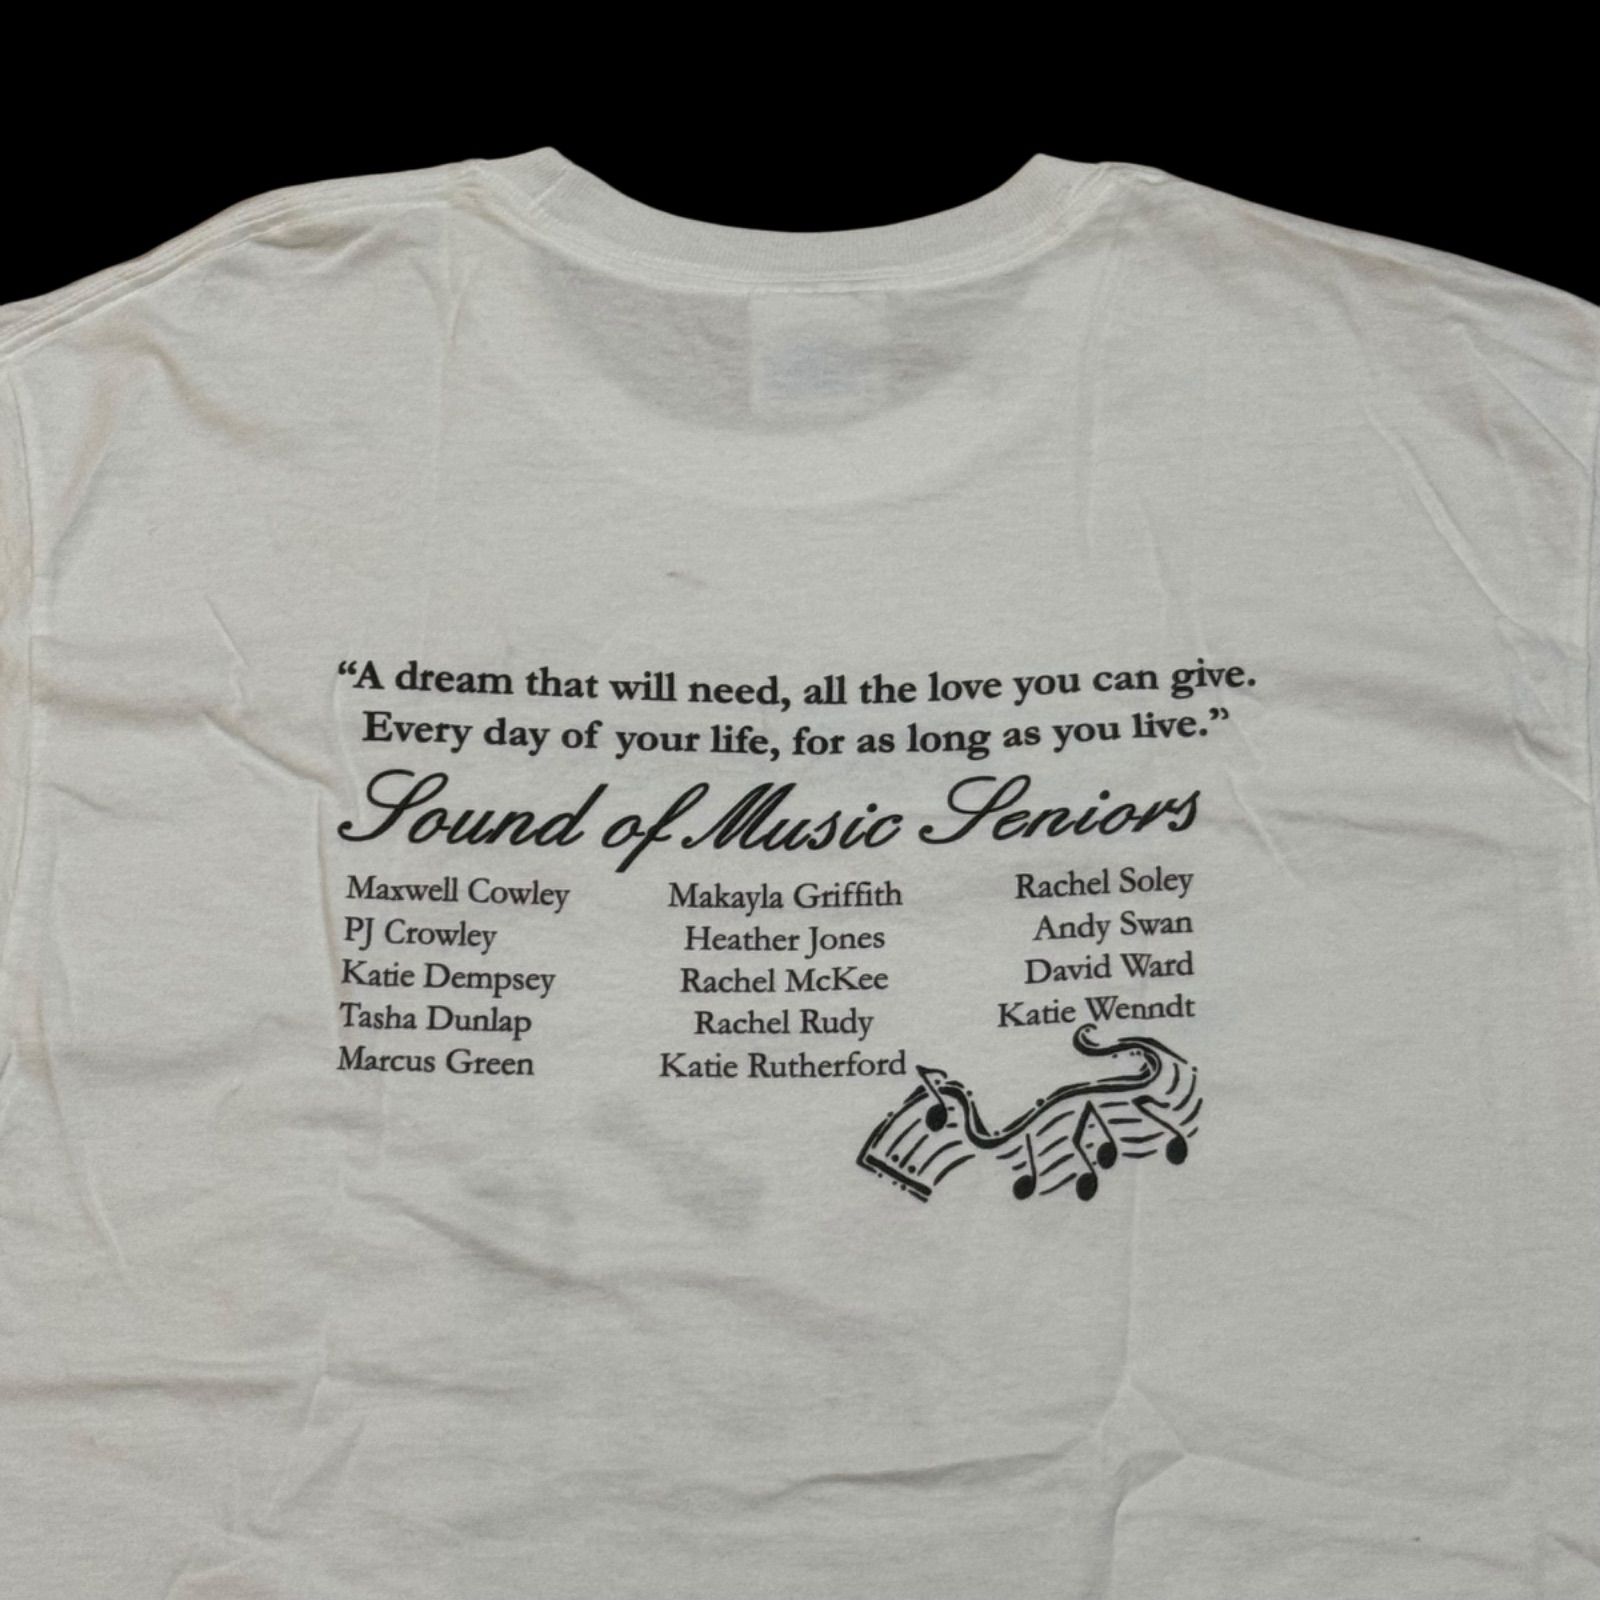 “A dream that will need, all the love you can give.
Every day of your life, for as long as you live.”
Sound of Music Seniors
Maxwell Cowley
PJ Crowley
Katie Dempsey
Tasha Dunlap
Marcus Green
Makayla Griffith
Heather Jones
Rachel McKee
Rachel Rudy
Katie Rutherford
Rachel Soley
Andy Swan
David Ward
Katie Wenndt